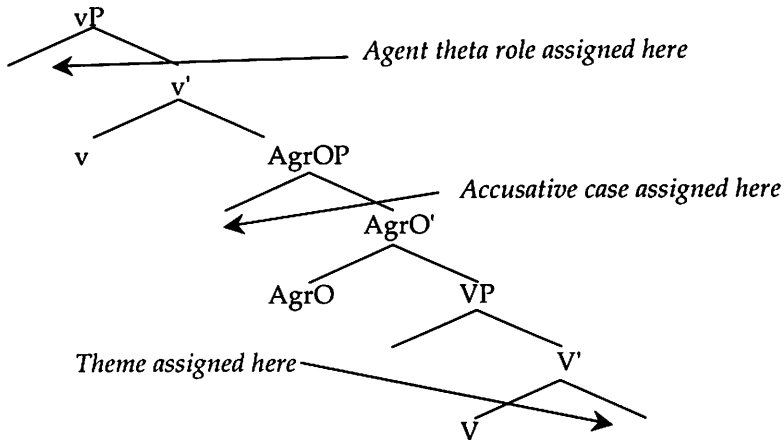 vP
Agent theta role assigned here
v'
v
AgrOP
Accusative case assigned here
AgrO'
AgrO
VP
Theme assigned here
V'
V